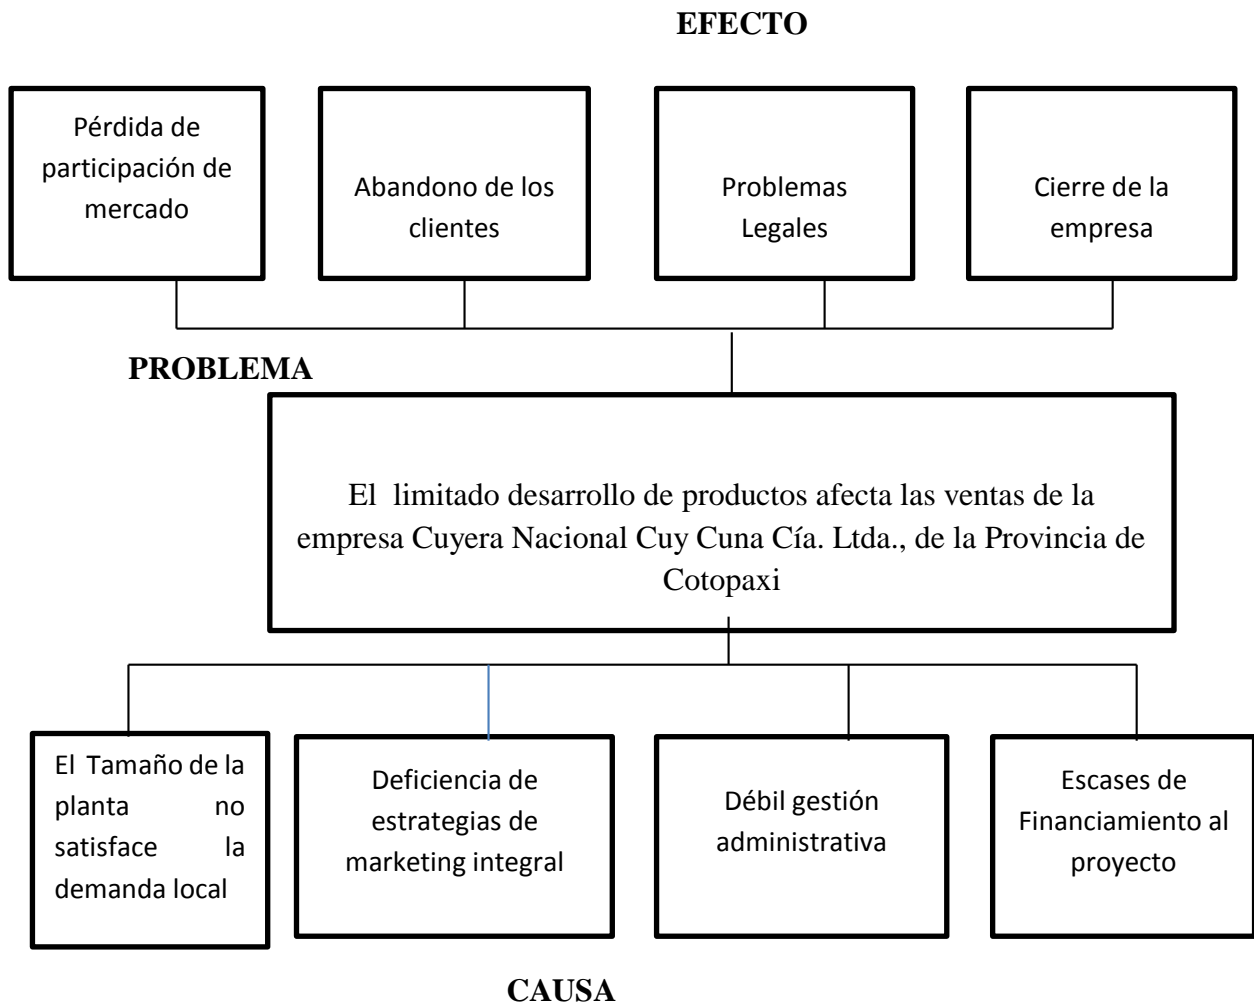 EFECTO
Pérdida de
participación de
mercado
Abandono de los
clientes
Problemas
Legales
Cierre de la
empresa
PROBLEMA
El limitado desarrollo de productos afecta las ventas de la
empresa Cuyera Nacional Cuy Cuna Cía. Ltda., de la Provincia de
Cotopaxi
El Tamaño de la
planta no
satisface la
demanda local
Deficiencia de
estrategias de
marketing integral
Débil gestión
administrativa
Escases de
Financiamiento al
proyecto
CAUSA